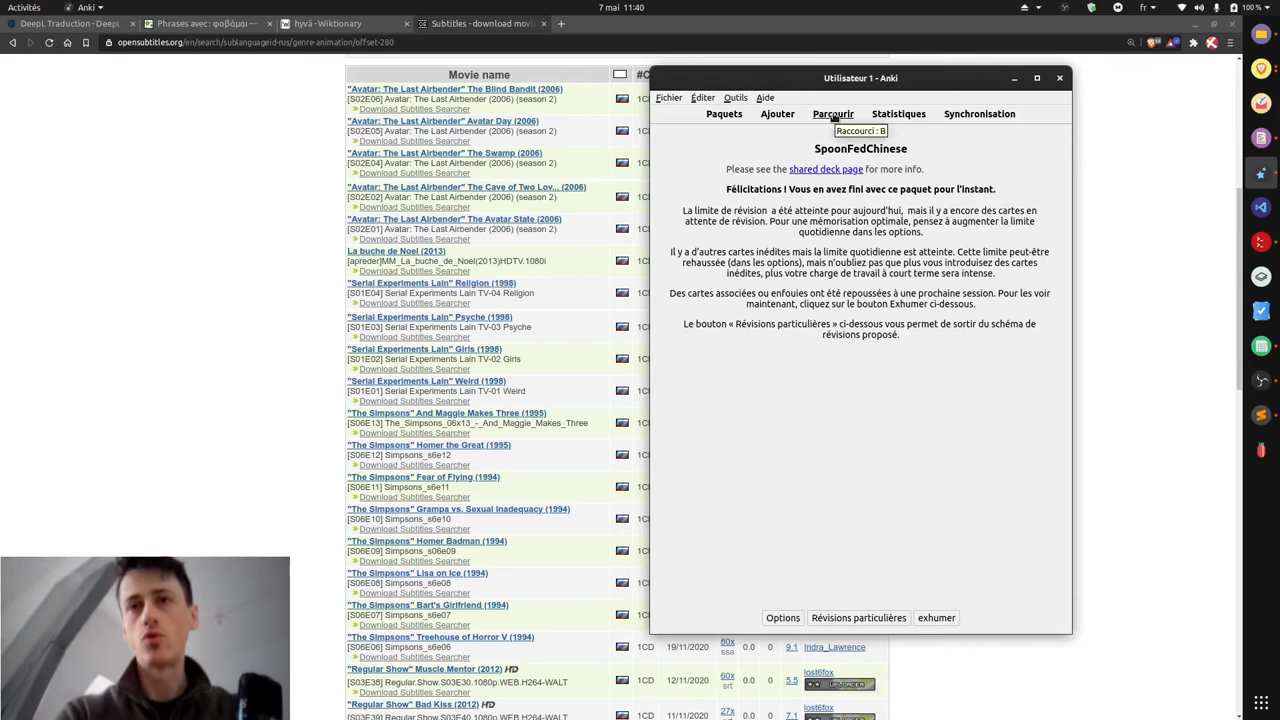 Activités
Anki
7 mai 11:40
fr
100 %
DeepL Traduction - DeepL
Phrases avec : φοβάμαι
hyvä - Wiktionary
Subtitles - download mov
opensubtitles.org/en/search/sublanguageid-rus/genre-animation/offset-280
Movie name
"Avatar: The Last Airbender" The Blind Bandit (2006)
[S02E06] Avatar: The Last Airbender (2006) (season 2)
Download Subtitles Searcher
"Avatar: The Last Airbender" Avatar Day (2006)
[S02E05] Avatar: The Last Airbender (2006) (season 2)
Download Subtitles Searcher
"Avatar: The Last Airbender" The Swamp (2006)
[S02E04] Avatar: The Last Airbender (2006) (season 2)
Download Subtitles Searcher
"Avatar: The Last Airbender" The Cave of Two Lov... (2006)
[S02E02] Avatar: The Last Airbender (2006) (season 2)
Download Subtitles Searcher
"Avatar: The Last Airbender" The Avatar State (2006)
[S02E01] Avatar: The Last Airbender (2006) (season 2)
Download Subtitles Searcher
La buche de Noel (2013)
[apreder]MM_La_buche_de_Noel(2013)HDTV.1080i
Download Subtitles Searcher
"Serial Experiments Lain" Religion (1998)
[S01E04] Serial Experiments Lain TV-04 Religion
Download Subtitles Searcher
"Serial Experiments Lain" Psyche (1998)
[S01E03] Serial Experiments Lain TV-03 Psyche
Download Subtitles Searcher
"Serial Experiments Lain" Girls (1998)
[S01E02] Serial Experiments Lain TV-02 Girls
Download Subtitles Searcher
"Serial Experiments Lain" Weird (1998)
[S01E01] Serial Experiments Lain TV-01 Weird
Download Subtitles Searcher
"The Simpsons" And Maggie Makes Three (1995)
[S06E13] The_Simpsons_06x13_-_And_Maggie_Makes_Three
Download Subtitles Searcher
"The Simpsons" Homer the Great (1995)
[S06E12] Simpsons_s6e12
Download Subtitles Searcher
"The Simpsons" Fear of Flying (1994)
[S06E11] Simpsons_s6e11
Download Subtitles Searcher
"The Simpsons" Grampa vs. Sexual Inadequacy (1994)
[S06E10] Simpsons_s6e10
Download Subtitles Searcher
"The Simpsons" Homer Badman (1994)
[S06E09] Simpsons_s6e09
Download Subtitles Searcher
"The Simpsons" Lisa on Ice (1994)
[S06E08] Simpsons_s6e08
Download Subtitles Searcher
"The Simpsons" Bart's Girlfriend (1994)
[S06E07] Simpsons_s6e07
Download Subtitles Searcher
"The Simpsons" Treehouse of Horror V (1994)
[S06E06] Simpsons_s6e06
Download Subtitles Searcher
1CD 19/11/2020 80x ssa 0.0 0 9.1 Indra_Lawrence
"Regular Show" Muscle Mentor (2012) HD
[S03E38] Regular.Show.S03E30.1080p.WEB.H264-WALT
Download Subtitles Searcher
1CD 12/11/2020 60x srt 0.0 0 5.5 lost6fox
"Regular Show" Bad Kiss (2012) HD
[S03E39] Regular.Show.S03E31.1080p.WEB.H264-WALT
1CD 11/11/2020 27x 0.0 0 7.1 lost6fox
Utilisateur 1 - Anki
Fichier Éditer Outils Aide
Paquets Ajouter Parcourir Statistiques Synchronisation
Raccourci : B
SpoonFedChinese
Please see the shared deck page for more info.
Félicitations ! Vous en avez fini avec ce paquet pour l'instant.
La limite de révision a été atteinte pour aujourd'hui, mais il y a encore des cartes en
attente de révision. Pour une mémorisation optimale, pensez à augmenter la limite
quotidienne dans les options.
Il y a d'autres cartes inédites mais la limite quotidienne est atteinte. Cette limite peut-être
rehaussée (dans les options), mais n'oubliez pas que plus vous introduisez des cartes
inédites, plus votre charge de travail à court terme sera intense.
Des cartes associées ou enfouies ont été repoussées à une prochaine session. Pour les voir
maintenant, cliquez sur le bouton Exhumer ci-dessous.
Le bouton « Révisions particulières » ci-dessous vous permet de sortir du schéma de
révisions proposé.
Options Révisions particulières exhumer